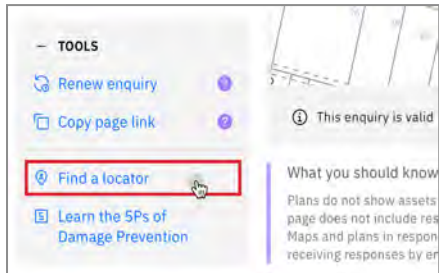 – TOOLS
Renew enquiry
?
Copy page link
?
Find a locator
Learn the 5Ps of
Damage Prevention
This enquiry is valid
What you should know
Plans do not show assets
page does not include res
Maps and plans in respon
receiving responses by em